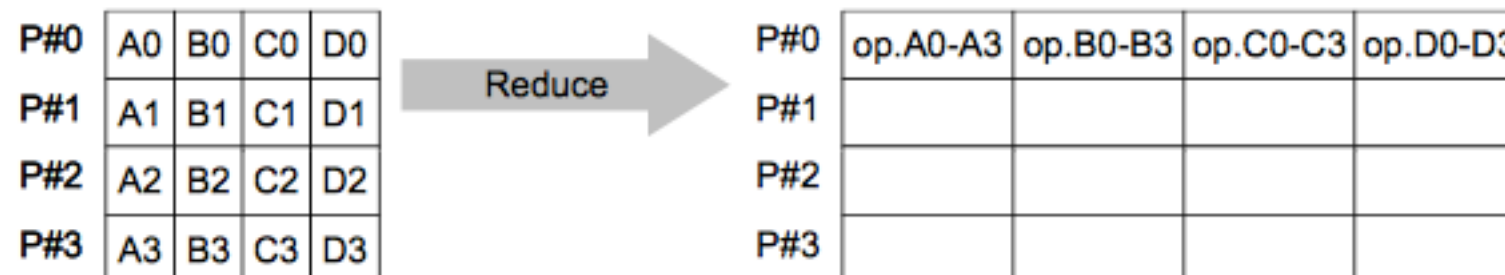 P#0 A0 B0 C0 D0 P#0 op.A0-A3 op.B0-B3 op.C0-C3 op.D0-D3
Reduce
P#1 A1 B1 C1 D1 P#1
P#2 A2 B2 C2 D2 P#2
P#3 A3 B3 C3 D3 P#3